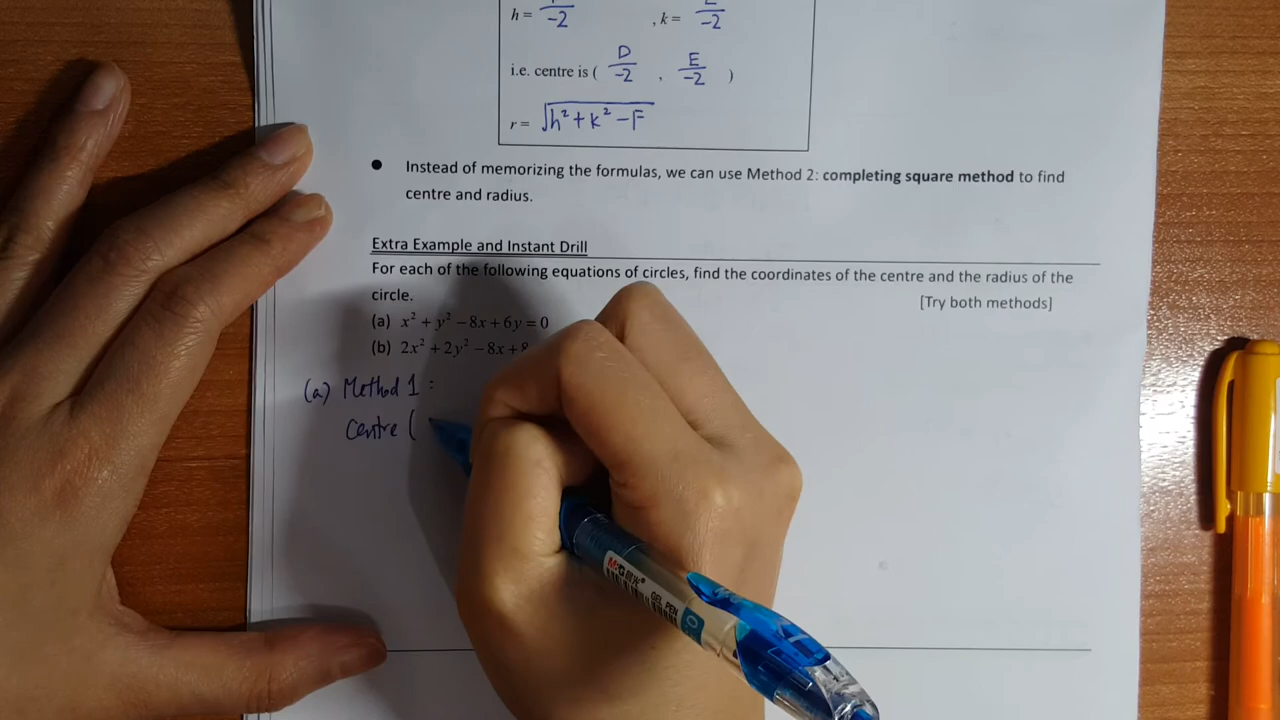 h = /-2 , k = /-2
i.e. centre is ( D/-2 , E/-2 )
r = √h² + k² - F
• Instead of memorizing the formulas, we can use Method 2: completing square method to find
centre and radius.
Extra Example and Instant Drill
For each of the following equations of circles, find the coordinates of the centre and the radius of the
circle. [Try both methods]
(a) x² + y² – 8x + 6y = 0
(b) 2x² + 2y² – 8x + 8
(a) Method 1 :
centre (
M&G
GEL PEN